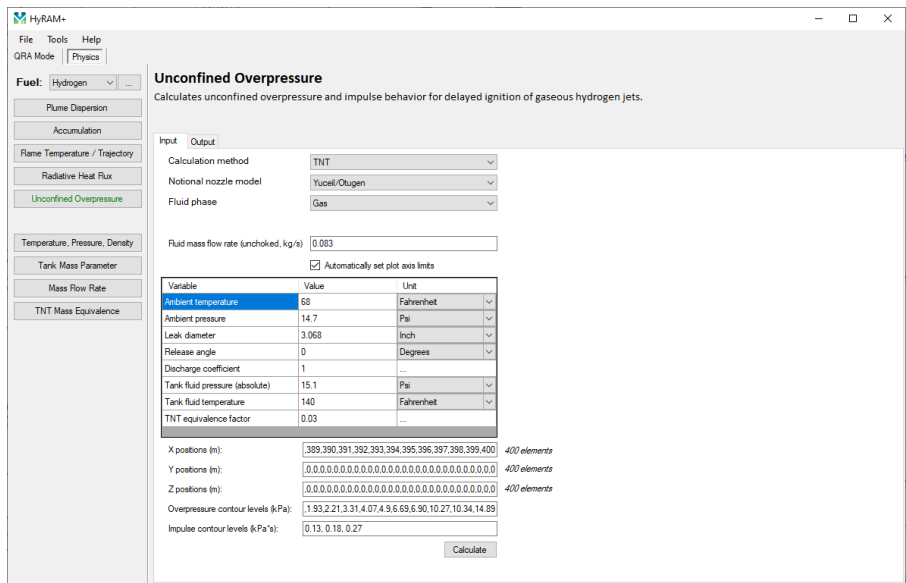 HyRAM+
File Tools Help
QRA Mode Physics
Fuel: Hydrogen ...
Plume Dispersion
Accumulation
Flame Temperature / Trajectory
Radiative Heat Flux
Unconfined Overpressure
Temperature, Pressure, Density
Tank Mass Parameter
Mass Flow Rate
TNT Mass Equivalence
Unconfined Overpressure
Calculates unconfined overpressure and impulse behavior for delayed ignition of gaseous hydrogen jets.
Input Output
Calculation method TNT
Notional nozzle model Yuceil/Otugen
Fluid phase Gas
Fluid mass flow rate (unchoked, kg/s) 0.083
Automatically set plot axis limits
Variable Value Unit
Ambient temperature 68 Fahrenheit
Ambient pressure 14.7 Psi
Leak diameter 3.068 Inch
Release angle 0 Degrees
Discharge coefficient 1 ...
Tank fluid pressure (absolute) 15.1 Psi
Tank fluid temperature 140 Fahrenheit
TNT equivalence factor 0.03 ...
X positions (m): ,389,390,391,392,393,394,395,396,397,398,399,400 400 elements
Y positions (m): ,0,0,0,0,0,0,0,0,0,0,0,0,0,0,0,0,0,0,0,0,0,0,0,0,0,0,0,0 400 elements
Z positions (m): ,0,0,0,0,0,0,0,0,0,0,0,0,0,0,0,0,0,0,0,0,0,0,0,0,0,0,0,0 400 elements
Overpressure contour levels (kPa): ,1.93,2.21,3.31,4.07,4.9,6.69,6.90,10.27,10.34,14.89
Impulse contour levels (kPa*s): 0.13, 0.18, 0.27
Calculate